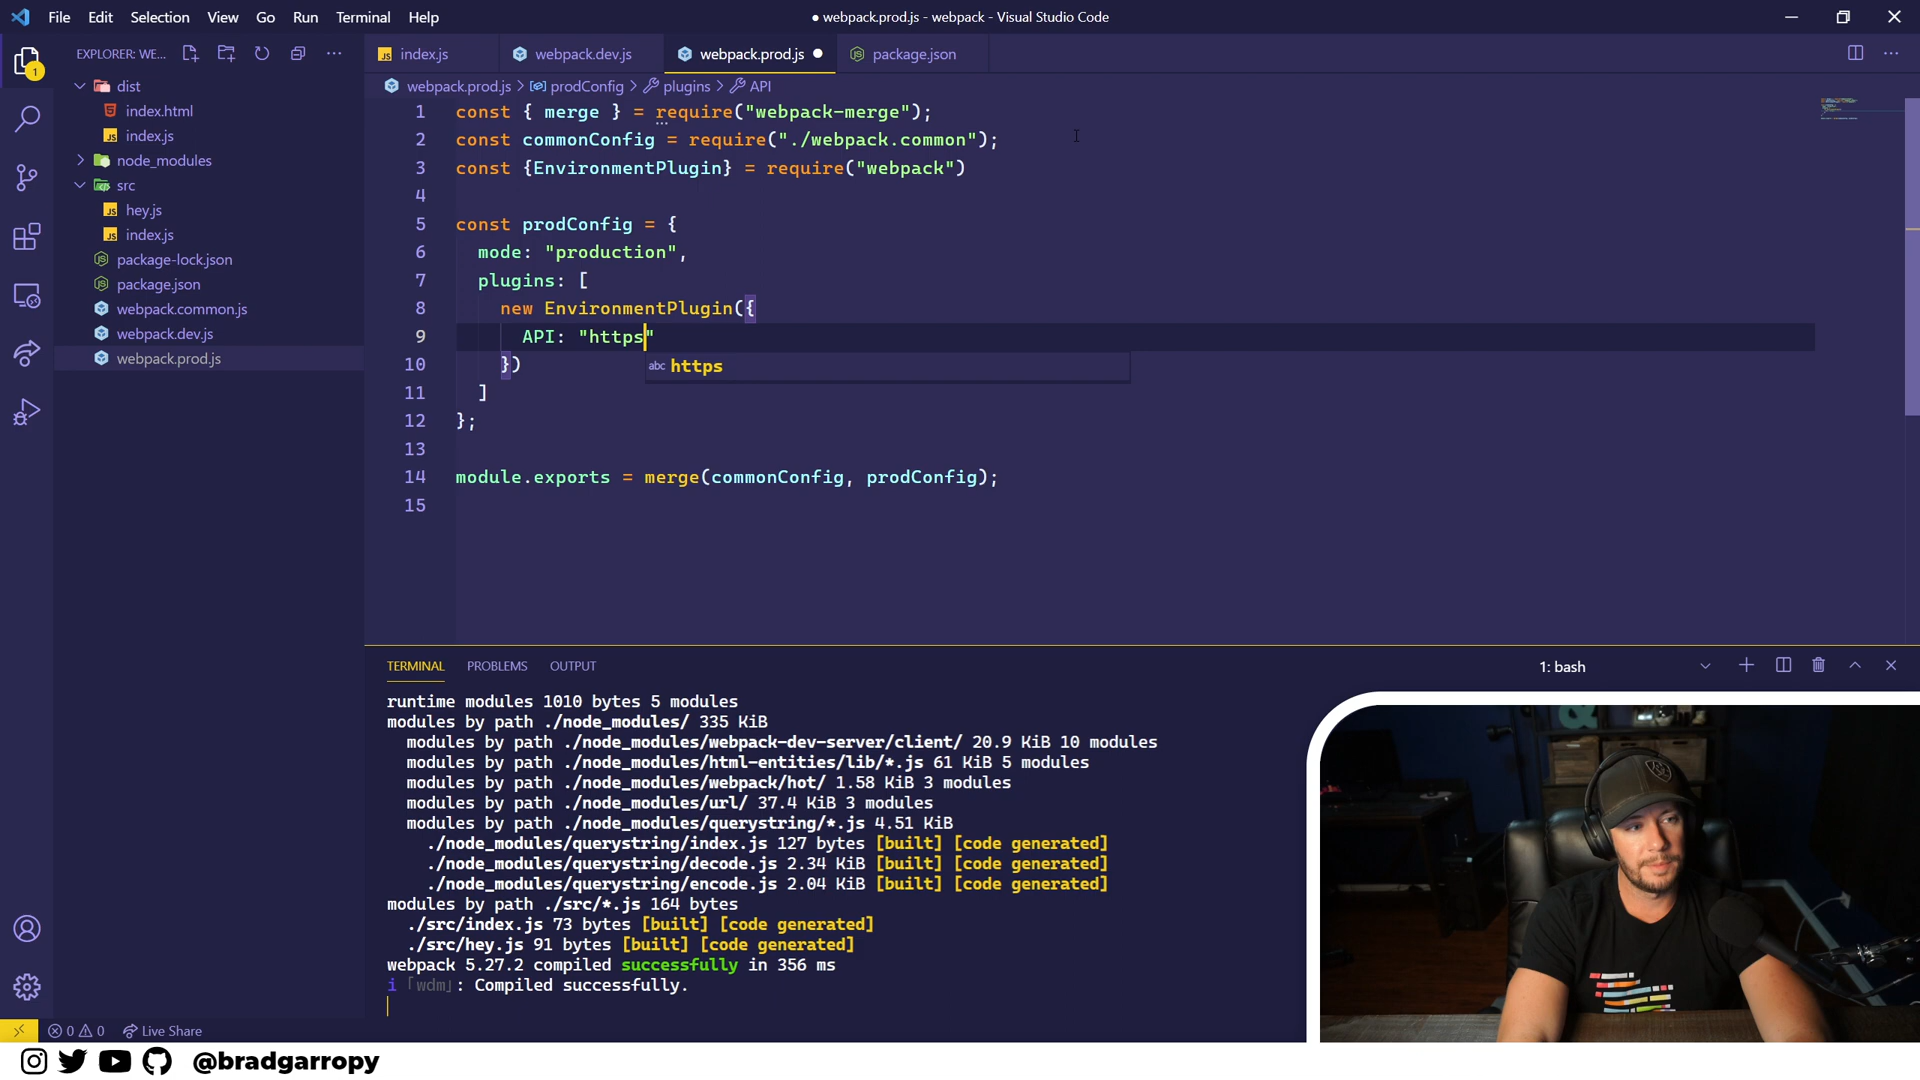 File Edit Selection View Go Run Terminal Help
● webpack.prod.js - webpack - Visual Studio Code
1
EXPLORER: WE...
dist
index.html
index.js
node_modules
src
hey.js
index.js
package-lock.json
package.json
webpack.common.js
webpack.dev.js
webpack.prod.js
index.js
webpack.dev.js
webpack.prod.js
package.json
webpack.prod.js > prodConfig > plugins > API
1 const { merge } = require("webpack-merge");
2 const commonConfig = require("./webpack.common");
3 const {EnvironmentPlugin} = require("webpack")
4
5 const prodConfig = {
6 mode: "production",
7 plugins: [
8 new EnvironmentPlugin({
9 API: "https"
abc https
10 })
11 ]
12 };
13
14 module.exports = merge(commonConfig, prodConfig);
15
TERMINAL PROBLEMS OUTPUT
1: bash
runtime modules 1010 bytes 5 modules
modules by path ./node_modules/ 335 KiB
modules by path ./node_modules/webpack-dev-server/client/ 20.9 KiB 10 modules
modules by path ./node_modules/html-entities/lib/*.js 61 KiB 5 modules
modules by path ./node_modules/webpack/hot/ 1.58 KiB 3 modules
modules by path ./node_modules/url/ 37.4 KiB 3 modules
modules by path ./node_modules/querystring/*.js 4.51 KiB
./node_modules/querystring/index.js 127 bytes [built] [code generated]
./node_modules/querystring/decode.js 2.34 KiB [built] [code generated]
./node_modules/querystring/encode.js 2.04 KiB [built] [code generated]
modules by path ./src/*.js 164 bytes
./src/index.js 73 bytes [built] [code generated]
./src/hey.js 91 bytes [built] [code generated]
webpack 5.27.2 compiled successfully in 356 ms
i ｢wdm｣: Compiled successfully.
0 0 Live Share
@bradgarropy